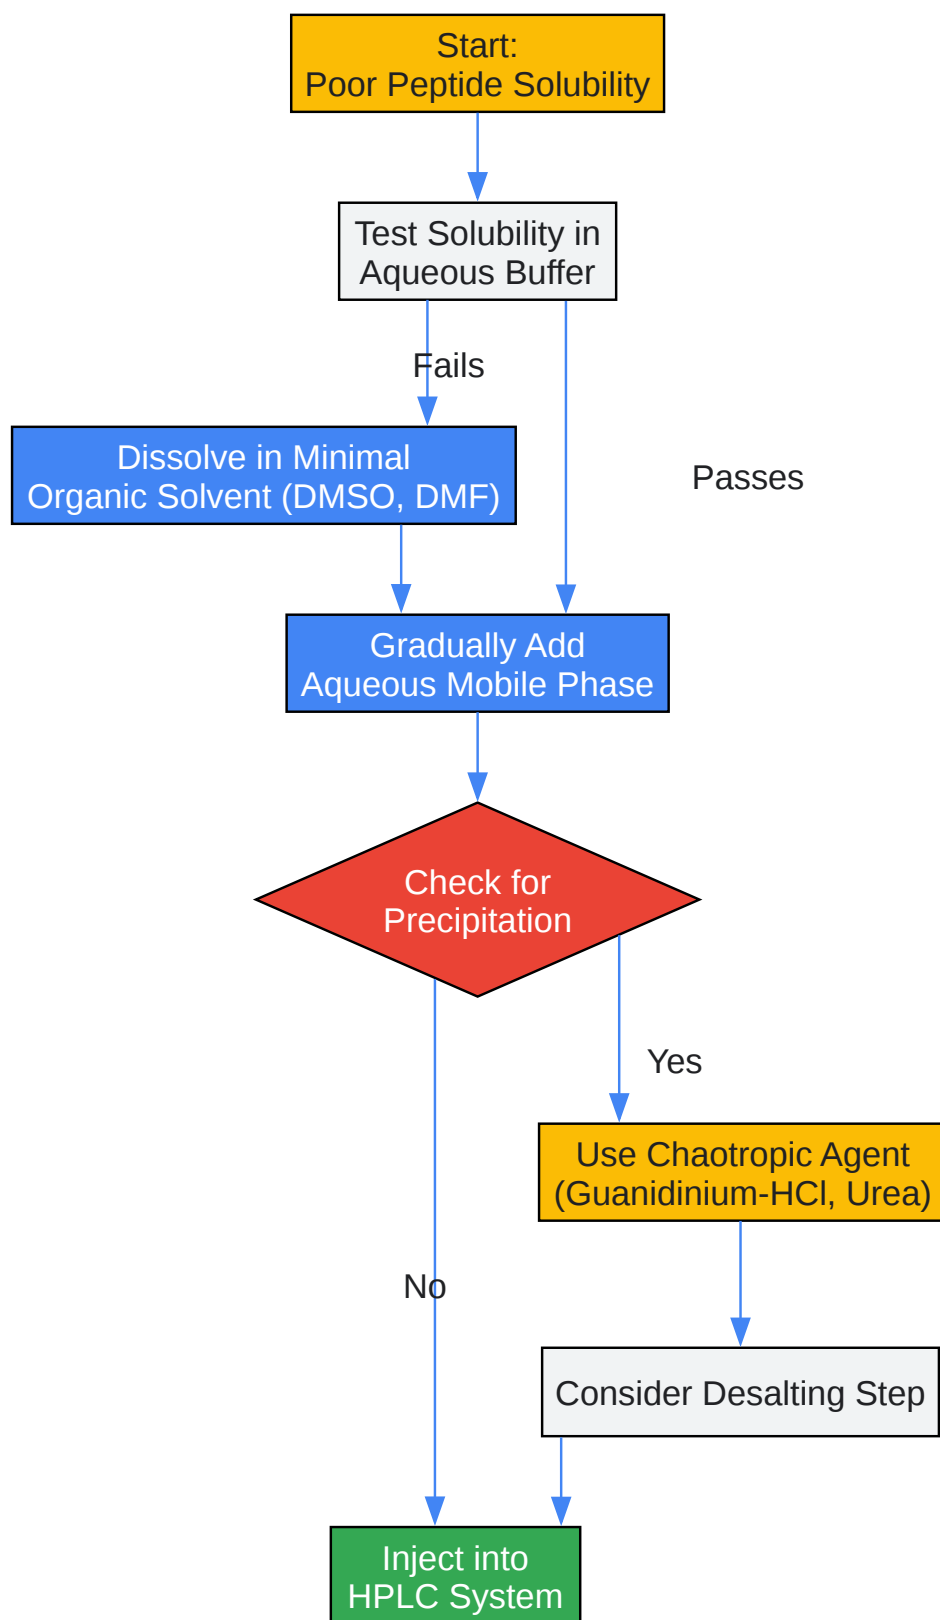 Start:
Poor Peptide Solubility
Test Solubility in
Aqueous Buffer
Fails
Dissolve in Minimal
Organic Solvent (DMSO, DMF)
Passes
Gradually Add
Aqueous Mobile Phase
Check for
Precipitation
Yes
Use Chaotropic Agent
(Guanidinium-HCl, Urea)
No
Consider Desalting Step
Inject into
HPLC System